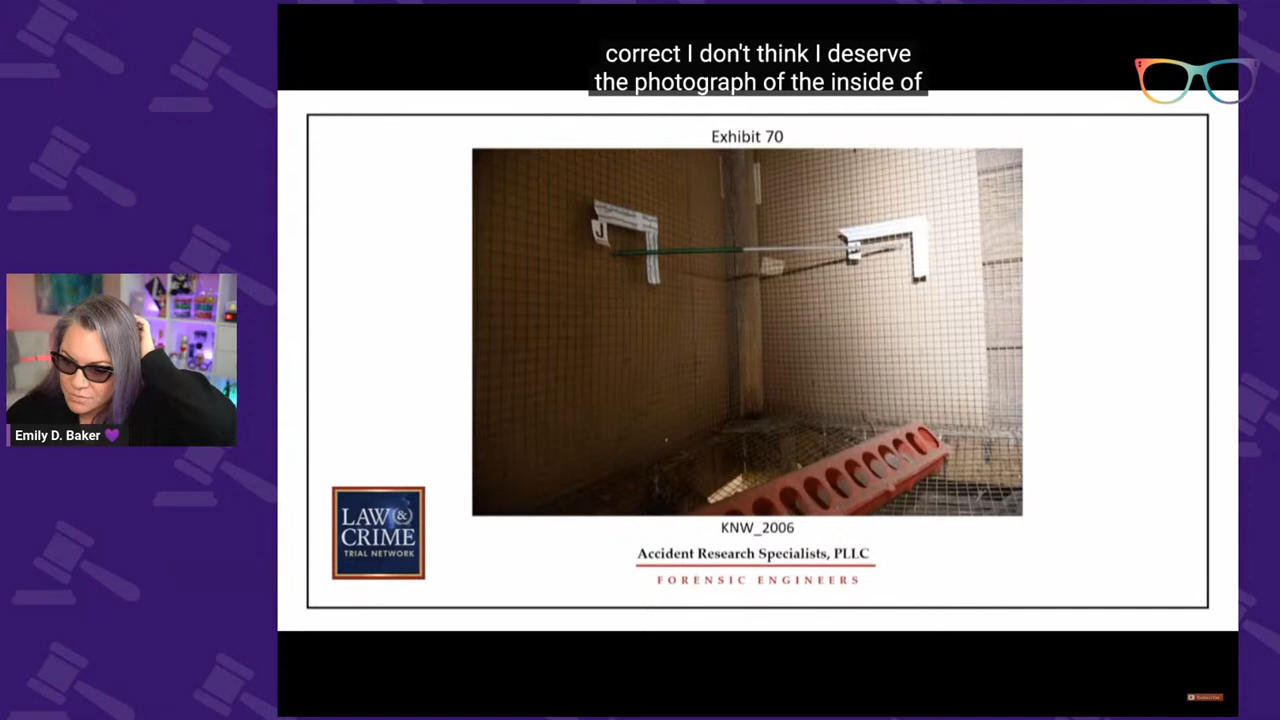 correct I don't think I deserve
the photograph of the inside of
Exhibit 70
J
Emily D. Baker
LAW &
CRIME
TRIAL NETWORK
KNW_2006
Accident Research Specialists, PLLC
FORENSIC ENGINEERS
Subscribe